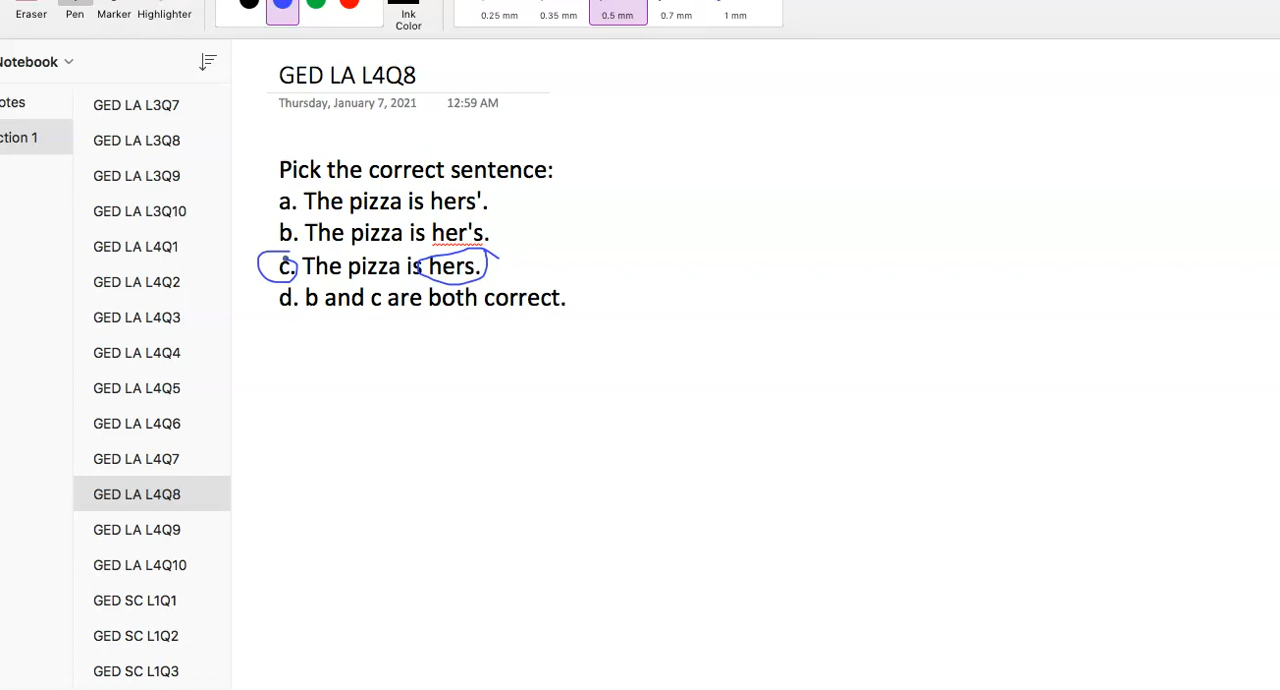 Eraser Pen Marker Highlighter
Ink
Color
0.25 mm 0.35 mm 0.5 mm 0.7 mm 1 mm
Notebook
otes
ction 1
GED LA L3Q7
GED LA L3Q8
GED LA L3Q9
GED LA L3Q10
GED LA L4Q1
GED LA L4Q2
GED LA L4Q3
GED LA L4Q4
GED LA L4Q5
GED LA L4Q6
GED LA L4Q7
GED LA L4Q8
GED LA L4Q9
GED LA L4Q10
GED SC L1Q1
GED SC L1Q2
GED SC L1Q3
GED LA L4Q8
Thursday, January 7, 2021 12:59 AM
Pick the correct sentence:
a. The pizza is hers'.
b. The pizza is her's.
c. The pizza is hers.
d. b and c are both correct.